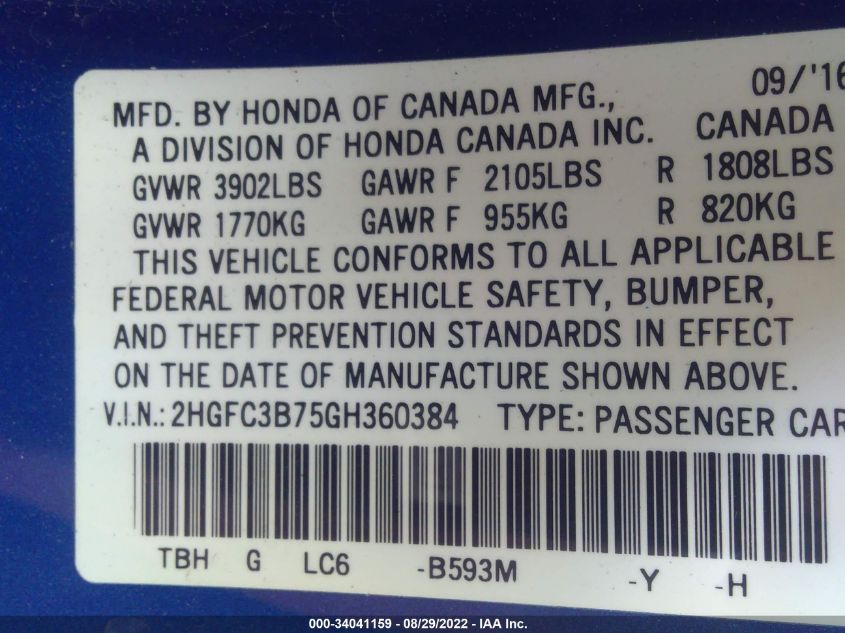 09/'16
MFD. BY HONDA OF CANADA MFG.,
A DIVISION OF HONDA CANADA INC. CANADA
GVWR 3902LBS GAWR F 2105LBS R 1808LBS
GVWR 1770KG GAWR F 955KG R 820KG
THIS VEHICLE CONFORMS TO ALL APPLICABLE
FEDERAL MOTOR VEHICLE SAFETY, BUMPER,
AND THEFT PREVENTION STANDARDS IN EFFECT
ON THE DATE OF MANUFACTURE SHOWN ABOVE.
V.I.N.: 2HGFC3B75GH360384 TYPE: PASSENGER CAR
TBH G LC6 -B593M -Y -H
000-34041159 - 08/29/2022 - IAA Inc.